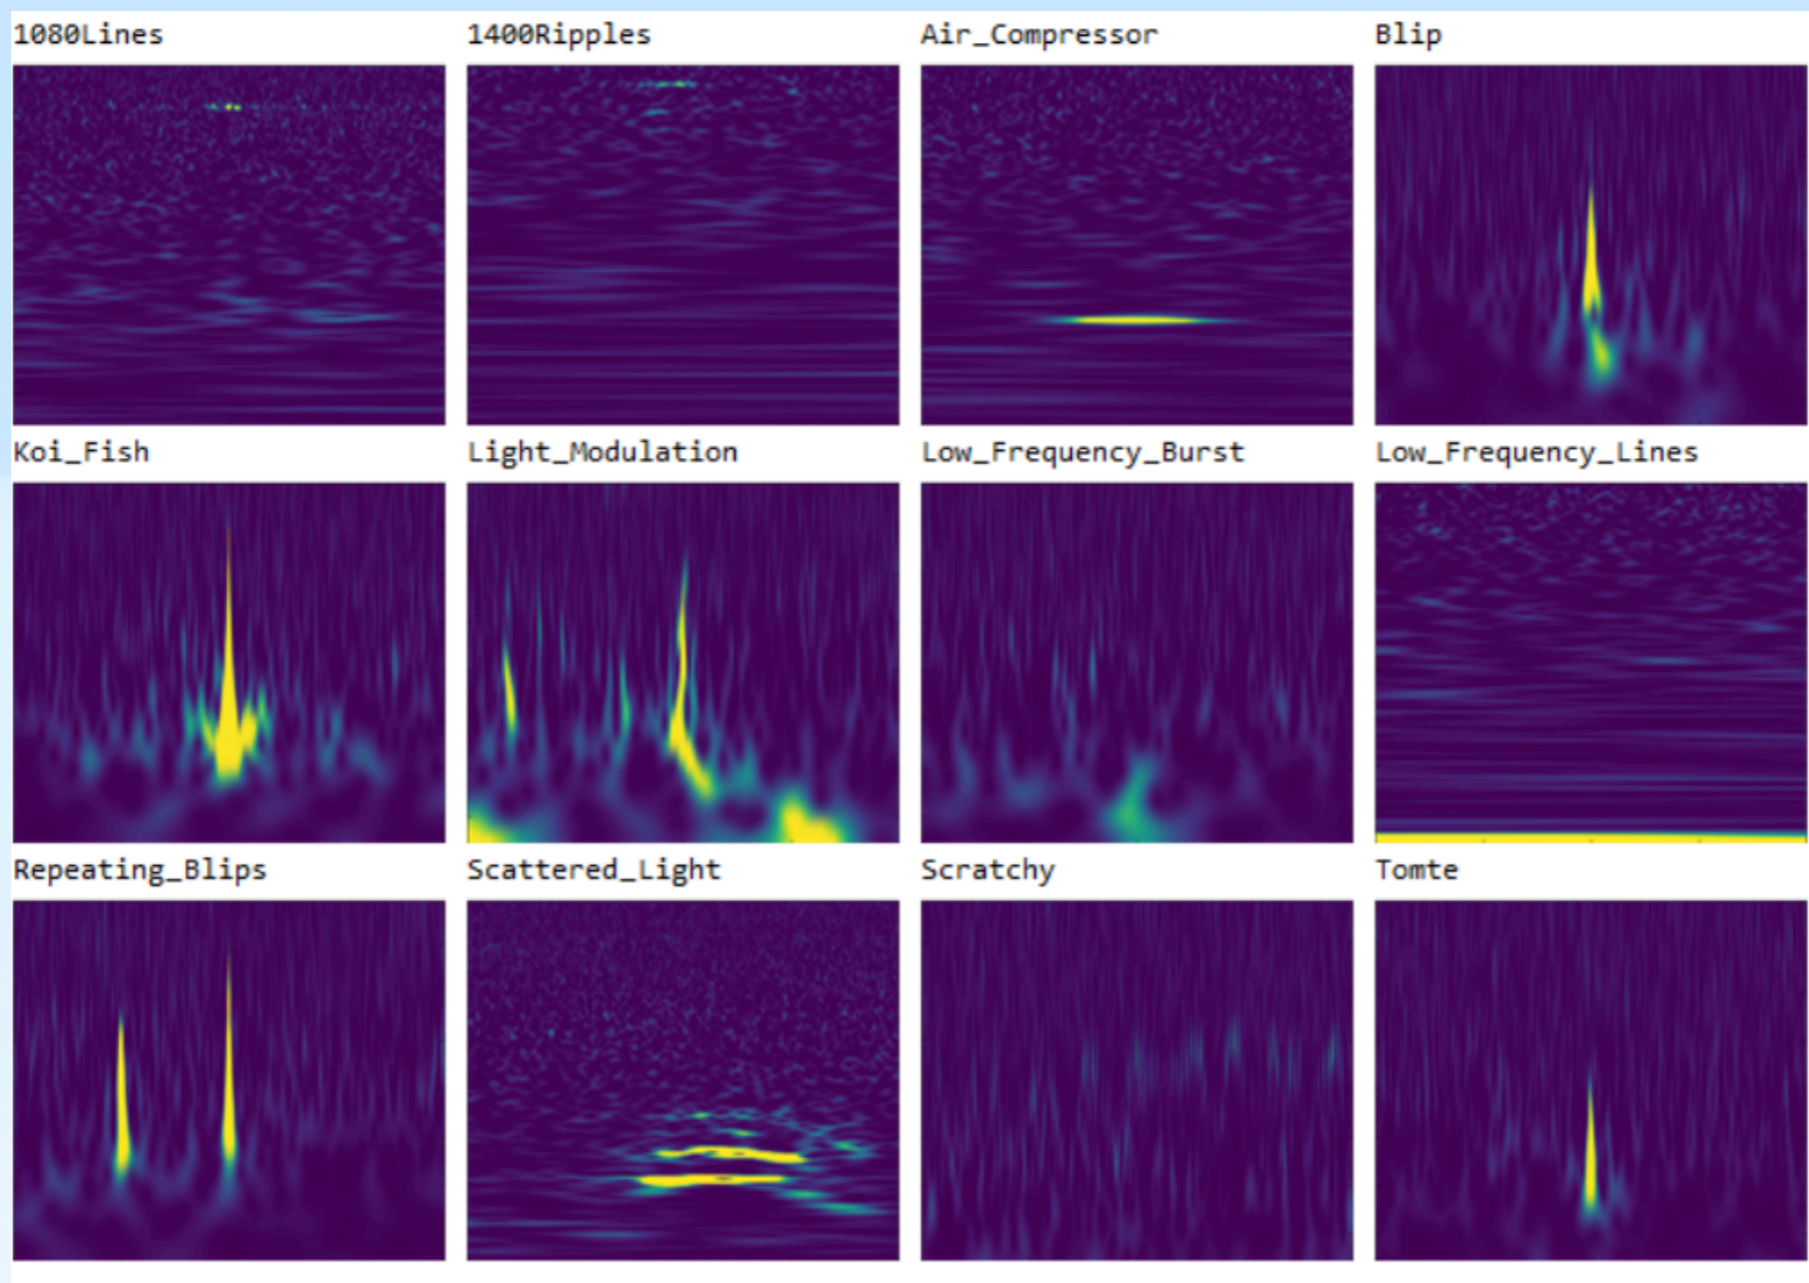 1080Lines
1400Ripples
Air_Compressor
Blip
Koi_Fish
Light_Modulation
Low_Frequency_Burst
Low_Frequency_Lines
Repeating_Blips
Scattered_Light
Scratchy
Tomte